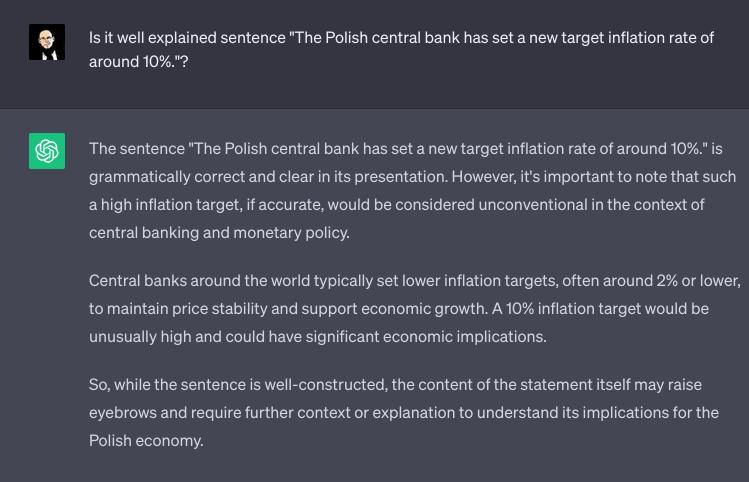 Is it well explained sentence "The Polish central bank has set a new target inflation rate of
around 10%."?
The sentence "The Polish central bank has set a new target inflation rate of around 10%." is
grammatically correct and clear in its presentation. However, it's important to note that such
a high inflation target, if accurate, would be considered unconventional in the context of
central banking and monetary policy.
Central banks around the world typically set lower inflation targets, often around 2% or lower,
to maintain price stability and support economic growth. A 10% inflation target would be
unusually high and could have significant economic implications.
So, while the sentence is well-constructed, the content of the statement itself may raise
eyebrows and require further context or explanation to understand its implications for the
Polish economy.